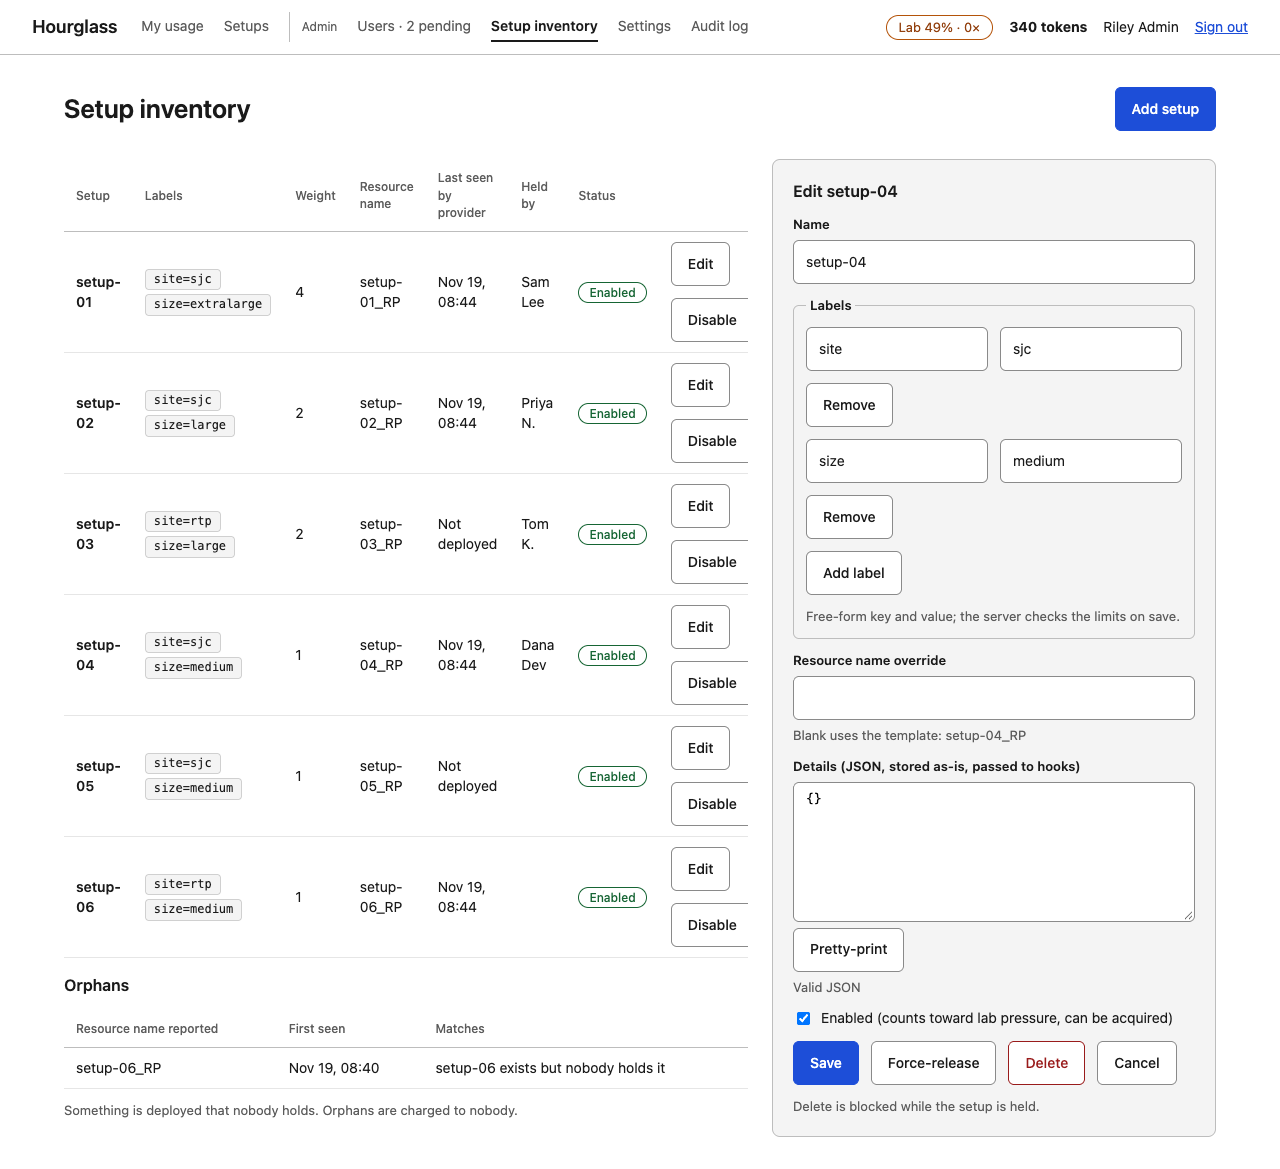 Hourglass My usage Setups Admin Users · 2 pending Setup inventory Settings Audit log Lab 49% · 0× 340 tokens Riley Admin Sign out
Setup inventory
Add setup
Setup Labels Weight Resource name Last seen by provider Held by Status
setup-01 site=sjc size=extralarge 4 setup-01_RP Nov 19, 08:44 Sam Lee Enabled Edit Disable
setup-02 site=sjc size=large 2 setup-02_RP Nov 19, 08:44 Priya N. Enabled Edit Disable
setup-03 site=rtp size=large 2 setup-03_RP Not deployed Tom K. Enabled Edit Disable
setup-04 site=sjc size=medium 1 setup-04_RP Nov 19, 08:44 Dana Dev Enabled Edit Disable
setup-05 site=sjc size=medium 1 setup-05_RP Not deployed Enabled Edit Disable
setup-06 site=rtp size=medium 1 setup-06_RP Nov 19, 08:44 Enabled Edit Disable
Orphans
Resource name reported First seen Matches
setup-06_RP Nov 19, 08:40 setup-06 exists but nobody holds it
Something is deployed that nobody holds. Orphans are charged to nobody.
Edit setup-04
Name
setup-04
Labels
site sjc
Remove
size medium
Remove
Add label
Free-form key and value; the server checks the limits on save.
Resource name override
Blank uses the template: setup-04_RP
Details (JSON, stored as-is, passed to hooks)
{}
Pretty-print
Valid JSON
Enabled (counts toward lab pressure, can be acquired)
Save Force-release Delete Cancel
Delete is blocked while the setup is held.